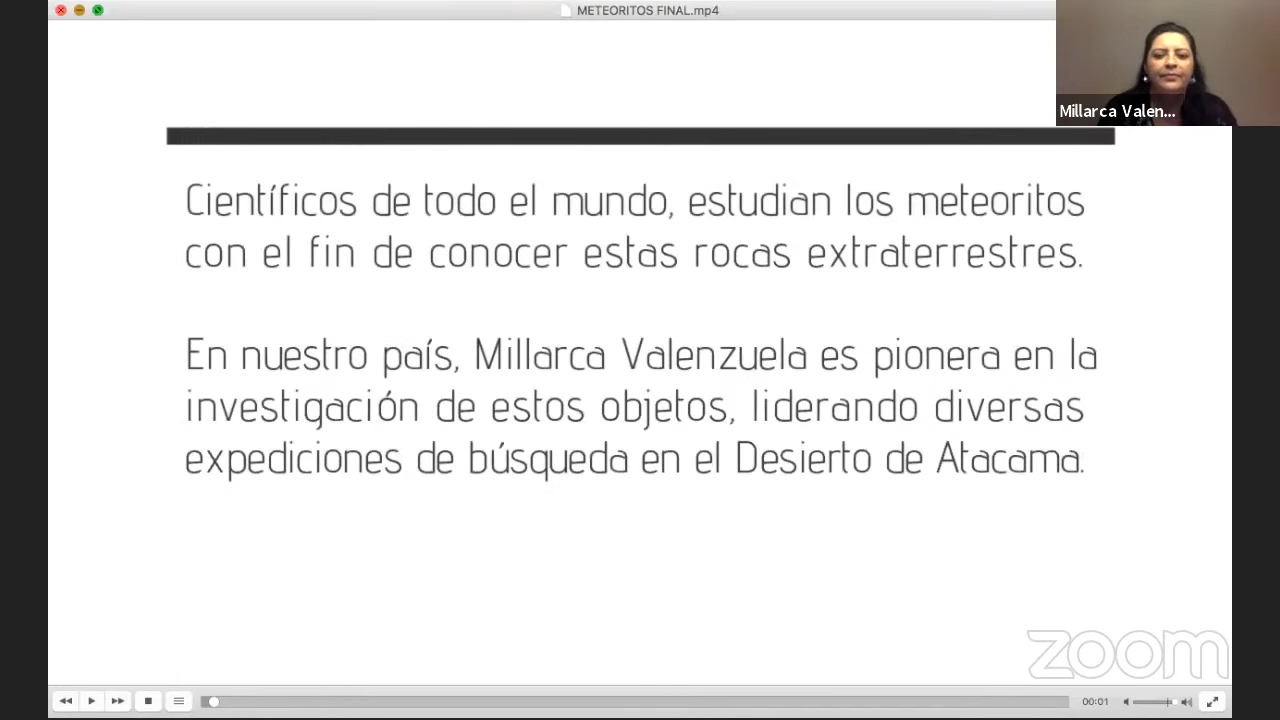 METEORITOS FINAL.mp4
Millarca Valen...
Científicos de todo el mundo, estudian los meteoritos
con el fin de conocer estas rocas extraterrestres.
En nuestro país, Millarca Valenzuela es pionera en la
investigación de estos objetos, liderando diversas
expediciones de búsqueda en el Desierto de Atacama.
zoom
00:01